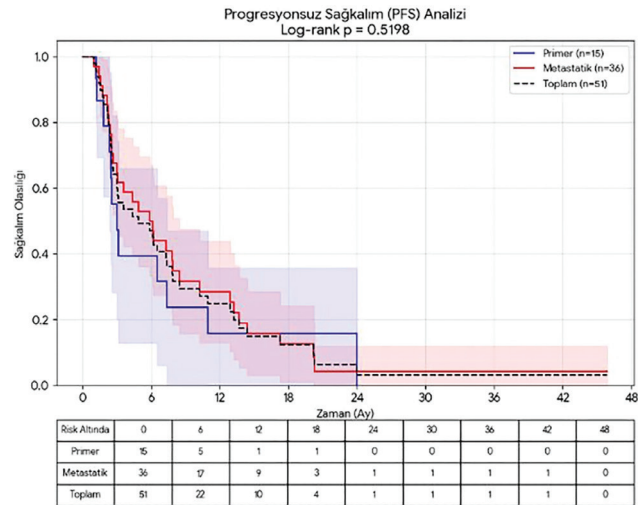 Progresyonsuz Sağkalım (PFS) Analizi
Log-rank p = 0.5198
Primer (n=15)
Metastatik (n=36)
Toplam (n=51)
Sağkalım Olasılığı
1.0
0.8
0.6
0.4
0.2
0.0
0 6 12 18 24 30 36 42 48
Zaman (Ay)
Risk Altında 0 6 12 18 24 30 36 42 48
Primer 15 5 1 1 0 0 0 0 0
Metastatik 36 17 9 3 1 1 1 1 0
Toplam 51 22 10 4 1 1 1 1 0